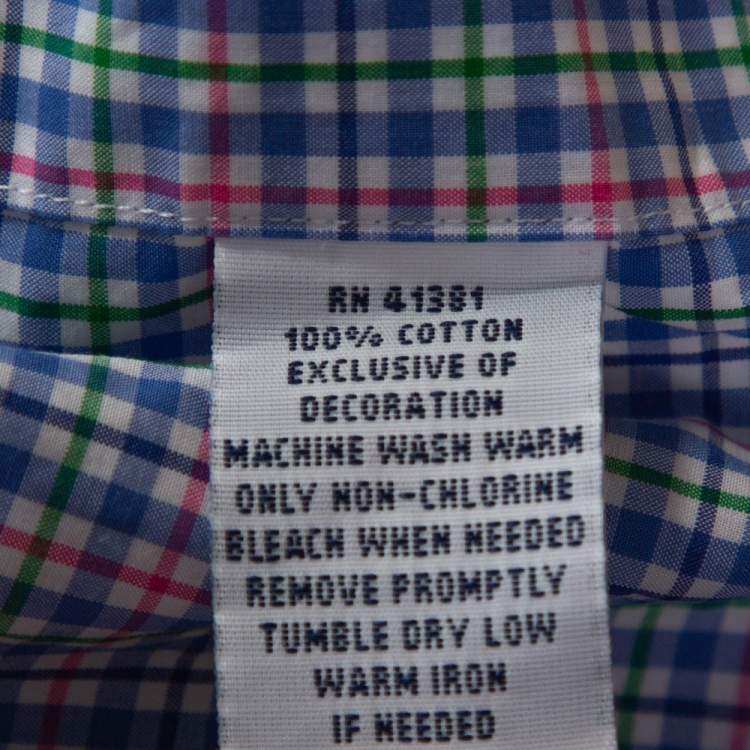 RN 41381
100% COTTON
EXCLUSIVE OF
DECORATION
MACHINE WASH WARM
ONLY NON-CHLORINE
BLEACH WHEN NEEDED
REMOVE PROMPTLY
TUMBLE DRY LOW
WARM IRON
IF NEEDED